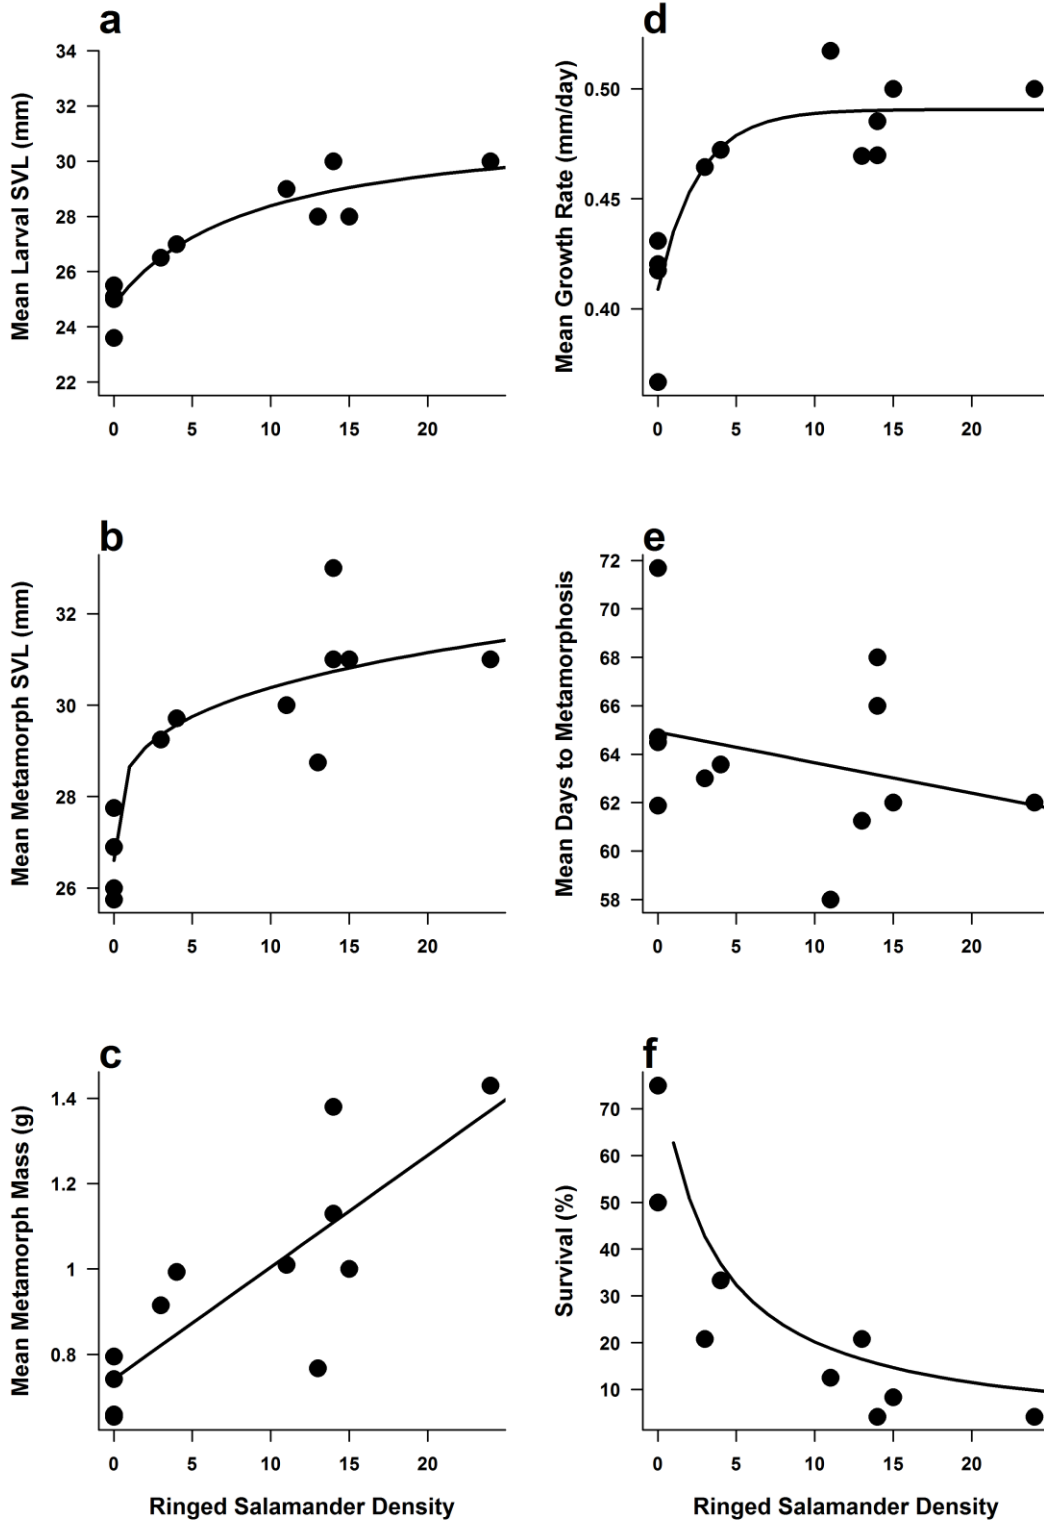 a
Mean Larval SVL (mm)
34
32
30
28
26
24
22
0 5 10 15 20
d
Mean Growth Rate (mm/day)
0.50
0.45
0.40
0 5 10 15 20
b
Mean Metamorph SVL (mm)
32
30
28
26
0 5 10 15 20
e
Mean Days to Metamorphosis
72
70
68
66
64
62
60
58
0 5 10 15 20
c
Mean Metamorph Mass (g)
1.4
1.2
1
0.8
0 5 10 15 20
Ringed Salamander Density
f
Survival (%)
70
60
50
40
30
20
10
0 5 10 15 20
Ringed Salamander Density